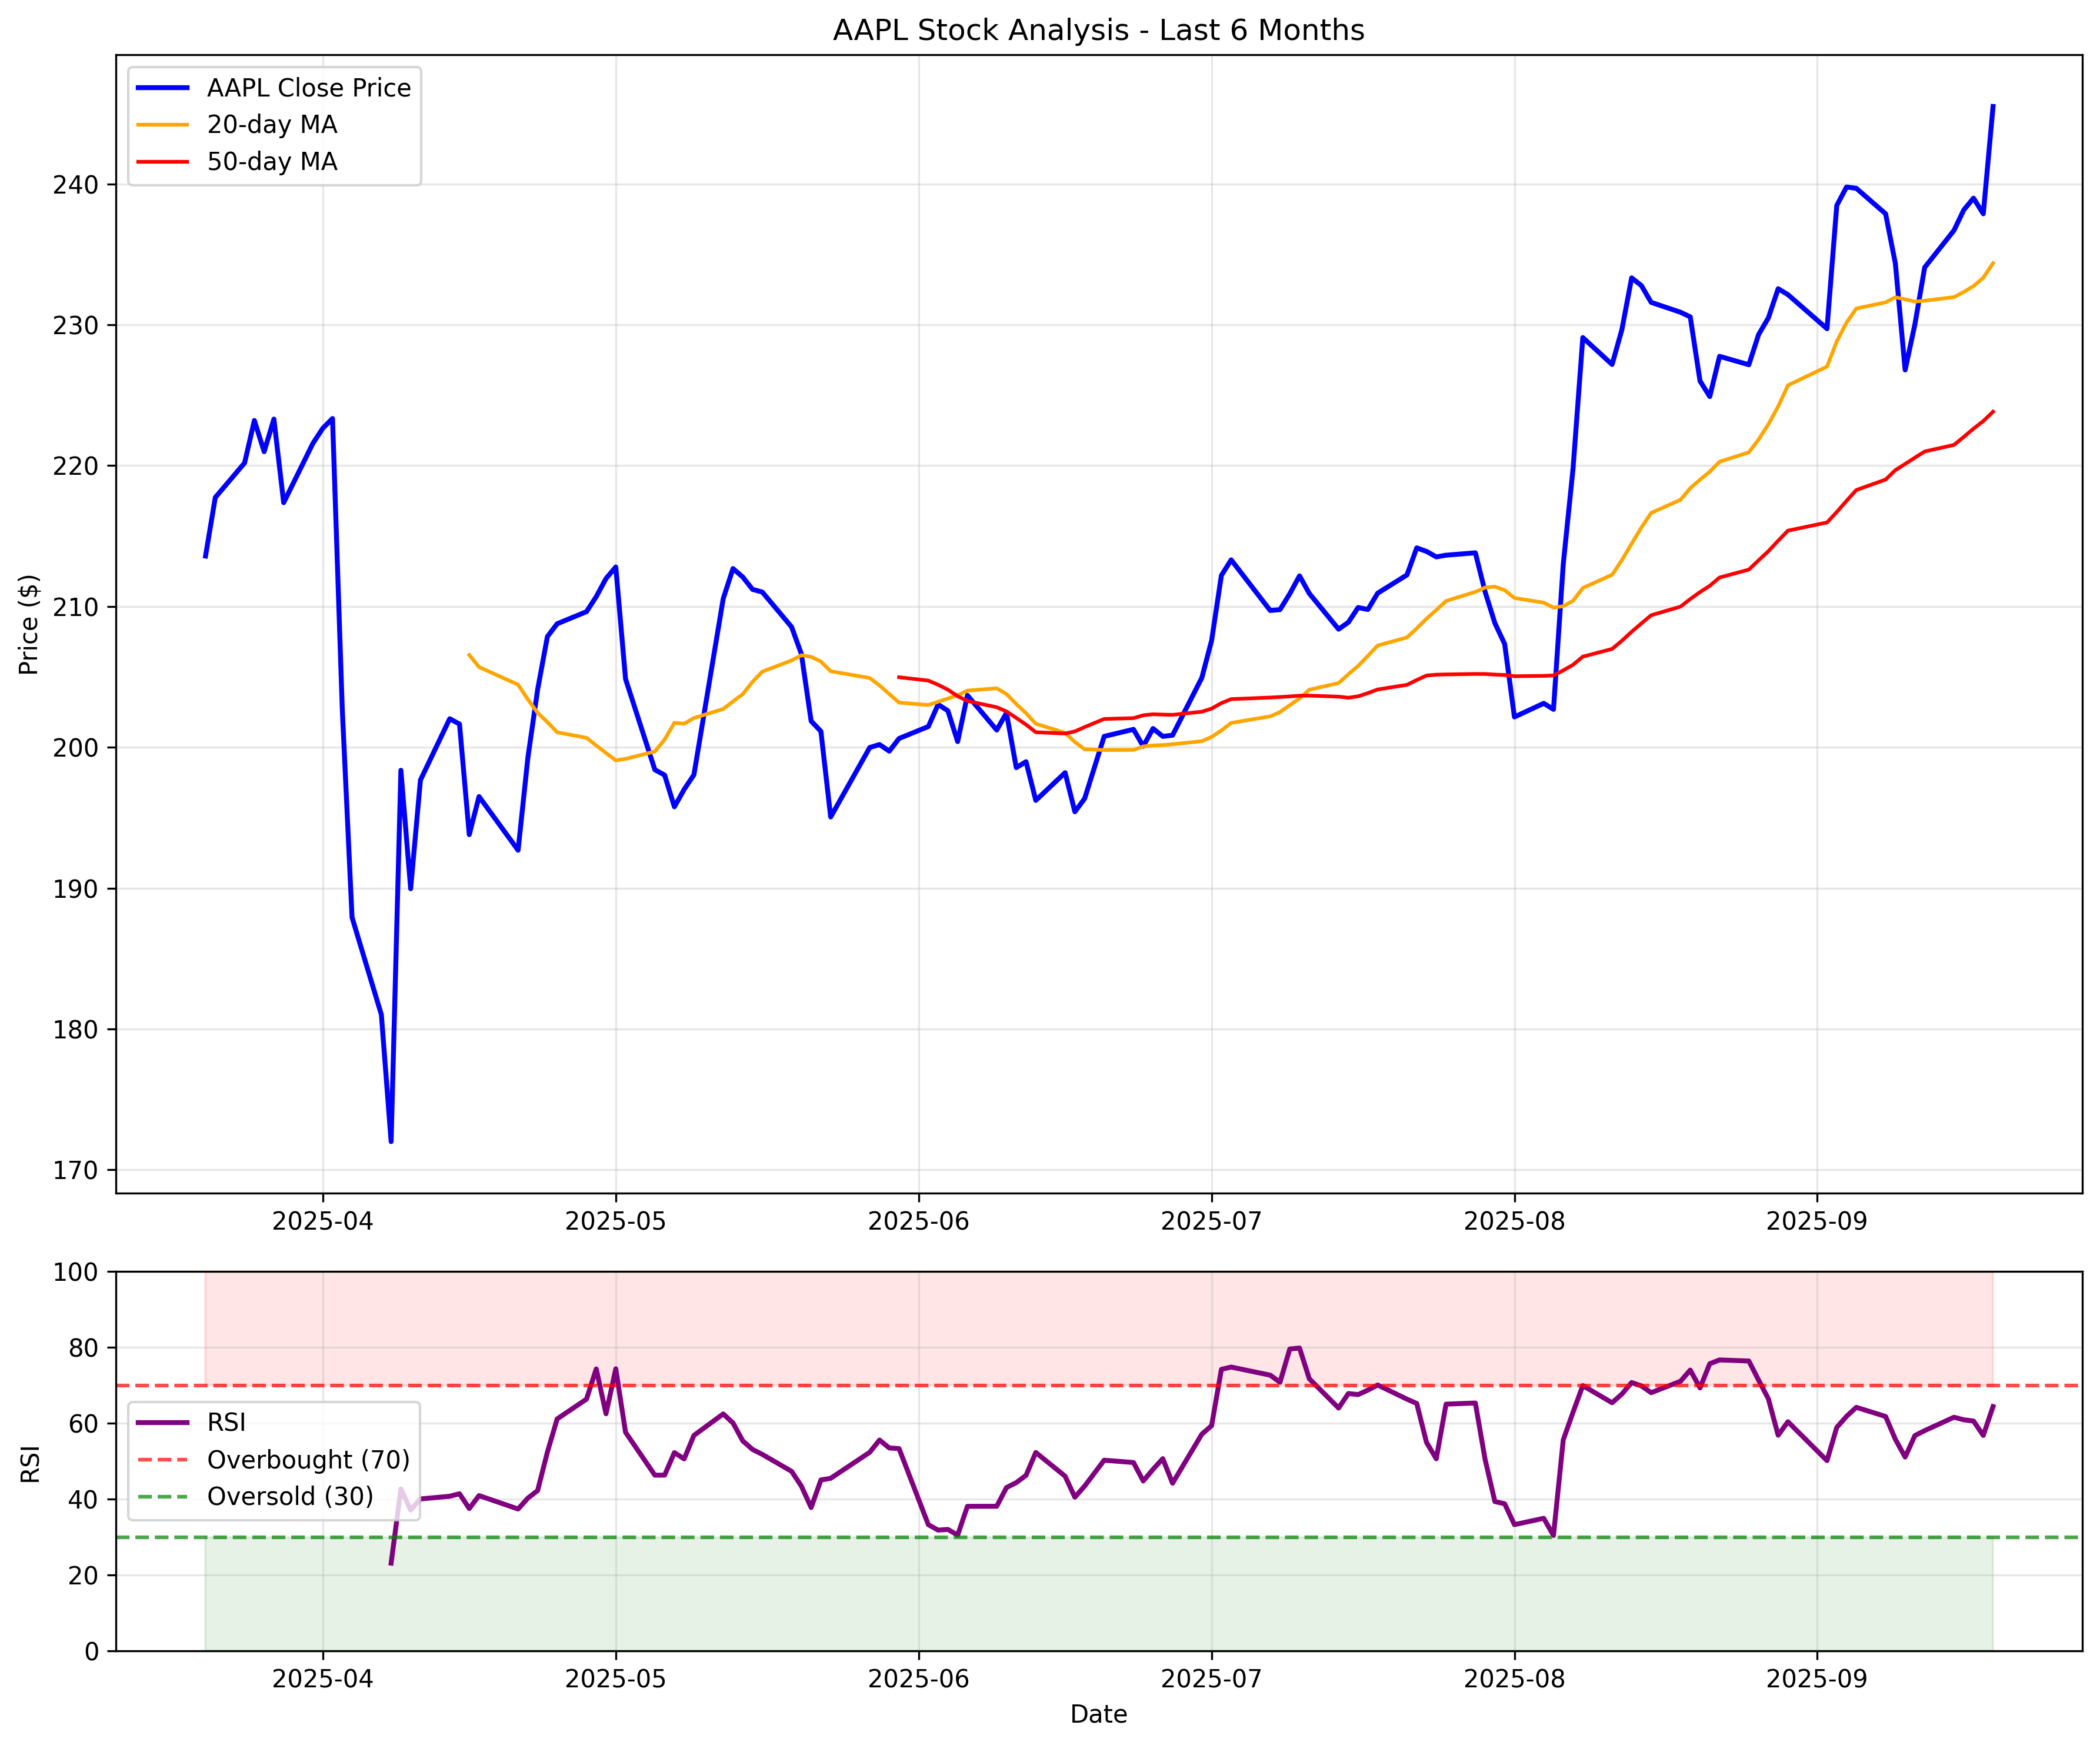 AAPL Stock Analysis - Last 6 Months
AAPL Close Price
20-day MA
50-day MA
Price ($)
240
230
220
210
200
190
180
170
2025-04
2025-05
2025-06
2025-07
2025-08
2025-09
RSI
100
80
60
40
20
0
RSI
Overbought (70)
Oversold (30)
2025-04
2025-05
2025-06
2025-07
2025-08
2025-09
Date